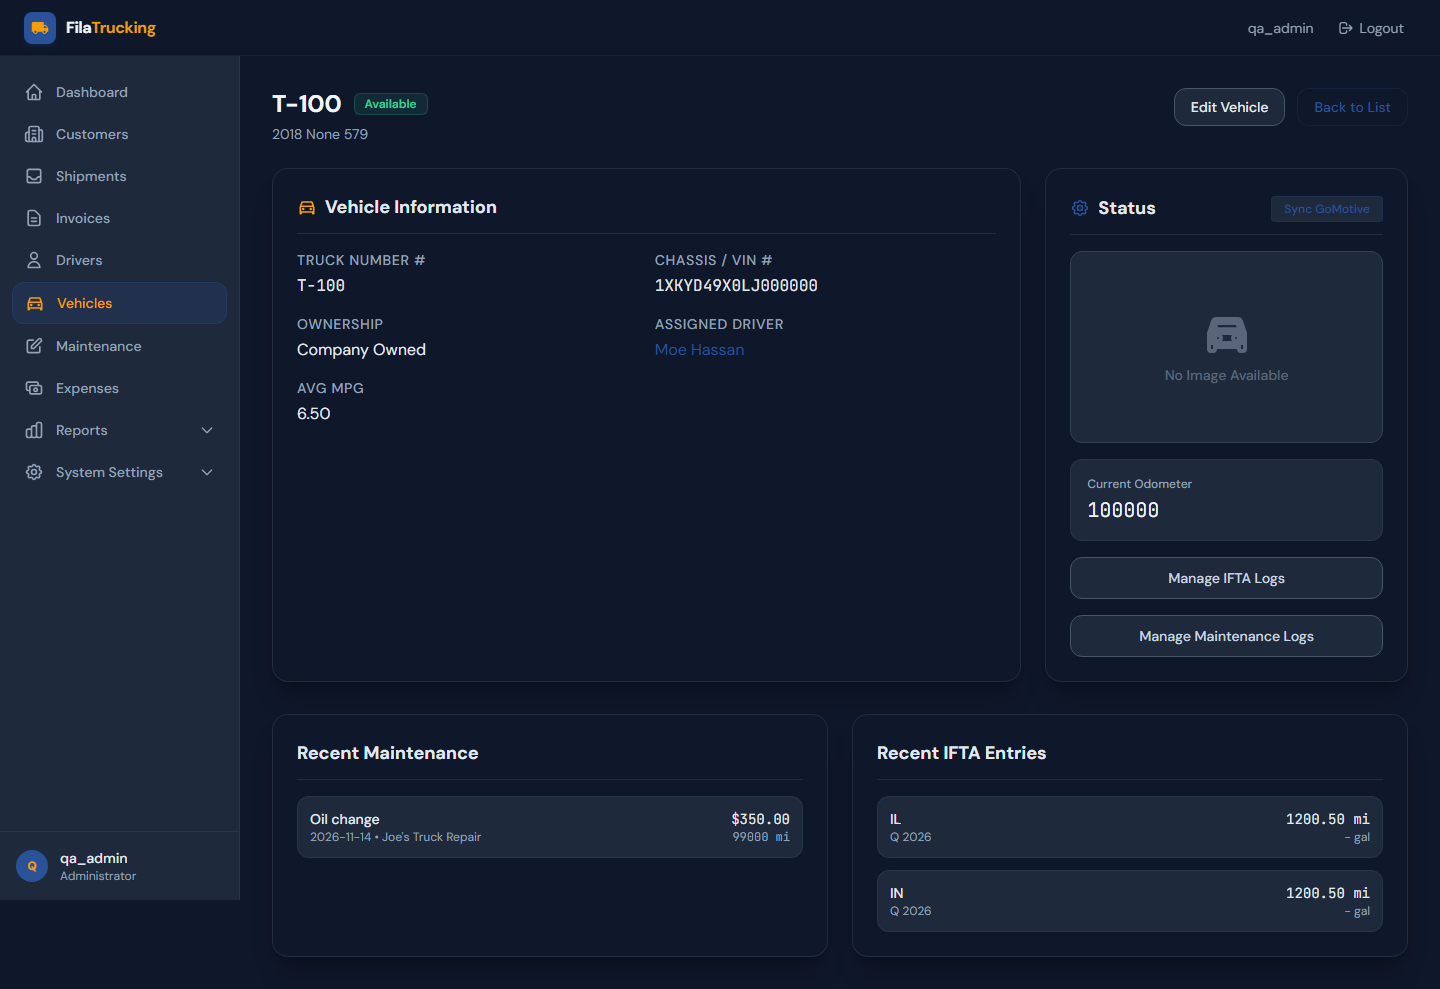 FilaTrucking
qa_admin
Logout
Dashboard
Customers
Shipments
Invoices
Drivers
Vehicles
Maintenance
Expenses
Reports
System Settings
qa_admin
Administrator
Q
T-100
Available
2018 None 579
Edit Vehicle
Back to List
Vehicle Information
TRUCK NUMBER #
T-100
CHASSIS / VIN #
1XKYD49X0LJ000000
OWNERSHIP
Company Owned
ASSIGNED DRIVER
Moe Hassan
AVG MPG
6.50
Status
Sync GoMotive
No Image Available
Current Odometer
100000
Manage IFTA Logs
Manage Maintenance Logs
Recent Maintenance
Oil change
$350.00
2026-11-14 • Joe's Truck Repair
99000 mi
Recent IFTA Entries
IL
1200.50 mi
Q 2026
- gal
IN
1200.50 mi
Q 2026
- gal